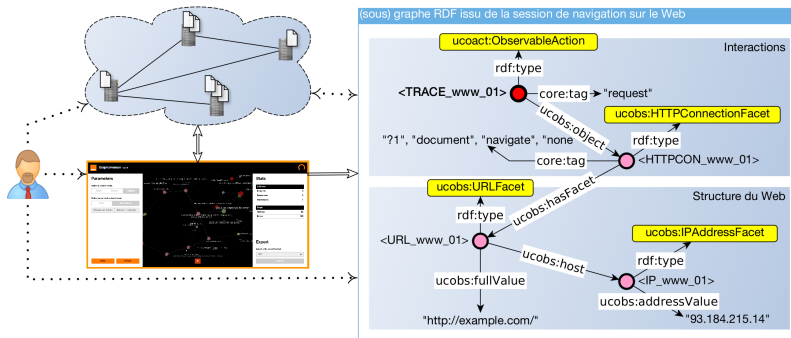 (sous) graphe RDF issu de la session de navigation sur le Web
Interactions
ucoact:ObservableAction
rdf:type
<TRACE_www_01>
core:tag
"request"
ucobs:object
ucobs:HTTPConnectionFacet
rdf:type
"?1", "document", "navigate", "none
core:tag
<HTTPCON_www_01>
ucobs:hasFacet
Structure du Web
ucobs:URLFacet
rdf:type
<URL_www_01>
ucobs:host
ucobs:IPAddressFacet
rdf:type
<IP_www_01>
ucobs:fullValue
ucobs:addressValue
"http://example.com/"
"93.184.215.14"
Parameters
Stats
Export